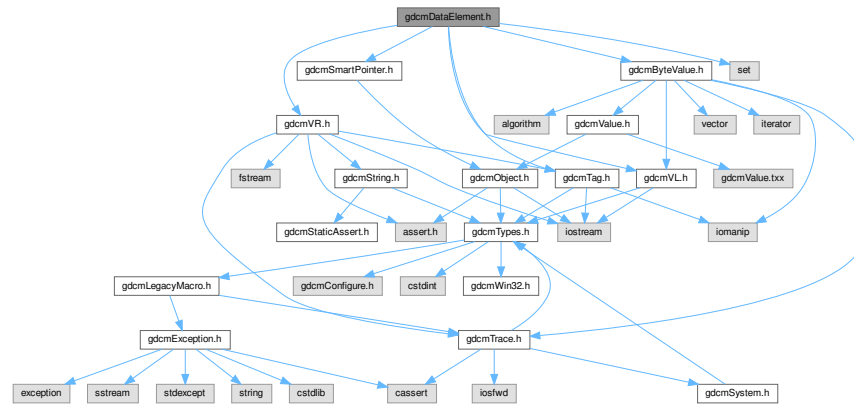 gdcmDataElement.h
gdcmSmartPointer.h
gdcmByteValue.h
set
gdcmVR.h
algorithm
gdcmValue.h
vector
iterator
fstream
gdcmString.h
gdcmObject.h
gdcmTag.h
gdcmVL.h
gdcmValue.txx
gdcmStaticAssert.h
assert.h
gdcmTypes.h
iostream
iomanip
gdcmLegacyMacro.h
gdcmConfigure.h
cstdint
gdcmWin32.h
gdcmException.h
gdcmTrace.h
exception
sstream
stdexcept
string
cstdlib
cassert
iosfwd
gdcmSystem.h